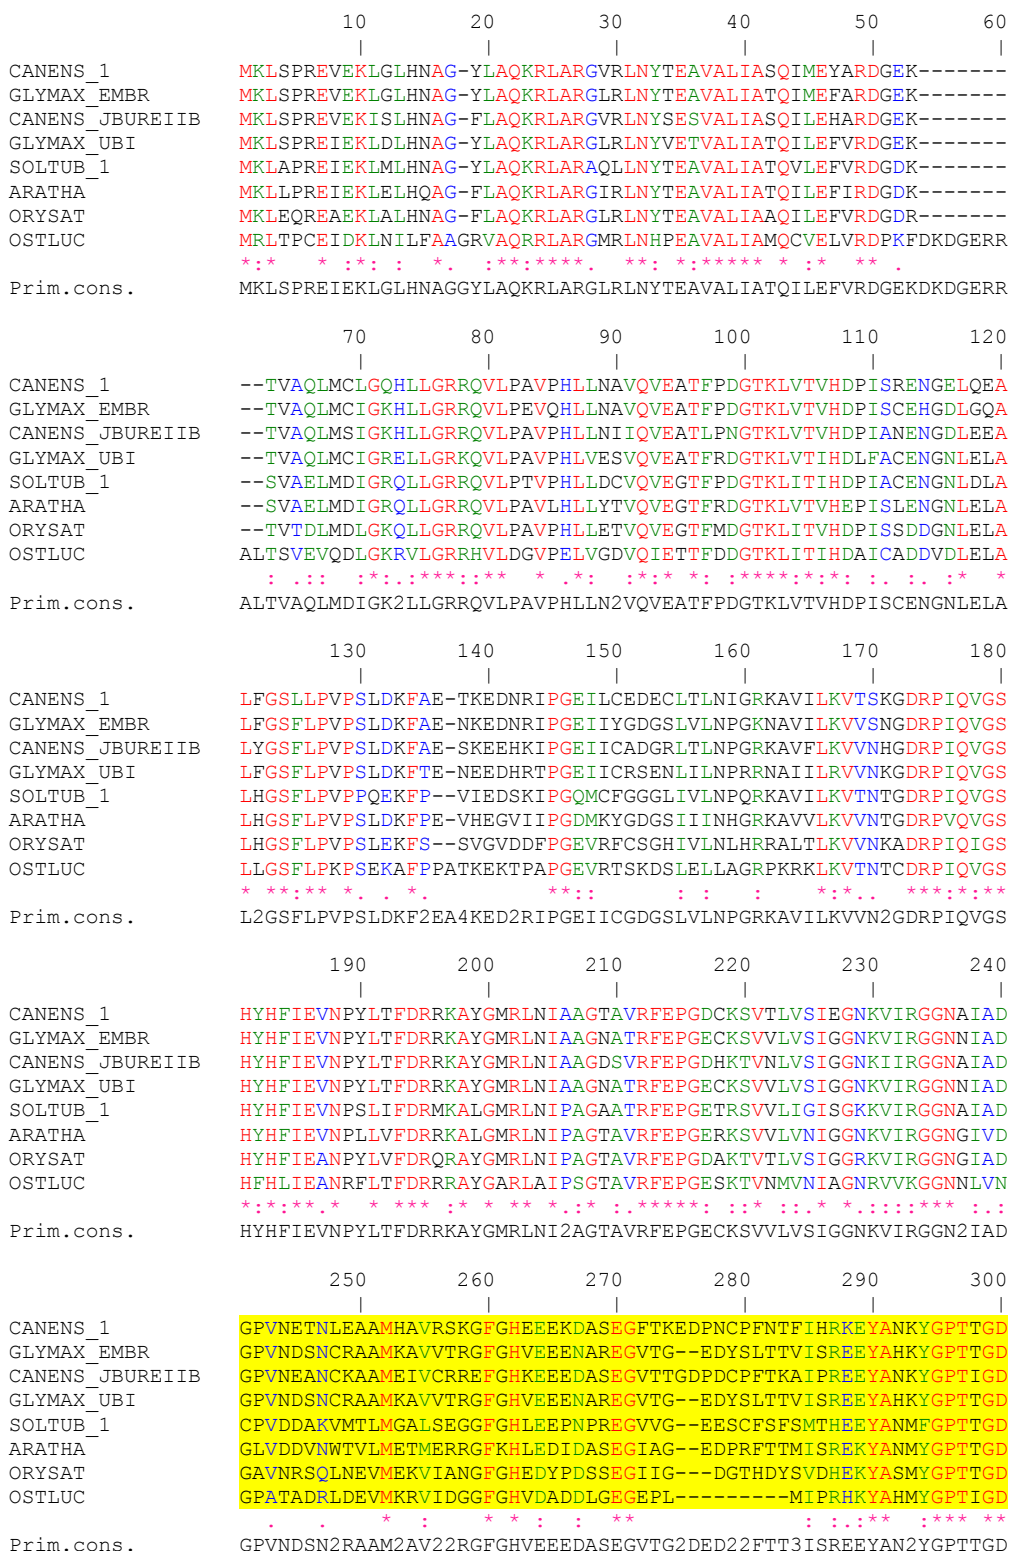 10 20 30 40 50 60
| | | | | |
CANENS_1 MKLSPREVEKLGLHNAG-YLAQKRLARGVRLNYTEAVALIASQIMEYARDGEK-------
GLYMAX_EMBR MKLSPREVEKLGLHNAG-YLAQKRLARGLRLNYTEAVALIATQIMEFARDGEK-------
CANENS_JBUREIIB MKLSPREVEKISLHNAG-FLAQKRLARGVRLNYSESVALIASQILEHARDGEK-------
GLYMAX_UBI MKLSPREIEKLDLHNAG-YLAQKRLARGLRLNYVETVALIATQILEFVRDGEK-------
SOLTUB_1 MKLAPREIEKLMLHNAG-YLAQKRLARAQLLNYTEAVALIATQVLEFVRDGDK-------
ARATHA MKLLPREIEKLELHQAG-FLAQKRLARGIRLNYTEAVALIATQILEFIRDGDK-------
ORYSAT MKLEQREAEKLALHNAG-FLAQKRLARGLRLNYTEAVALIAAQILEFVRDGDR-------
OSTLUC MRLTPCEIDKLNILFAAGRVAQRRLARGMRLNHPEAVALIAMQCVELVRDPKFDKDGERR
*:* * :*: : *. :**:****. **: ****** * :* ** .
Prim.cons. MKLSPREIEKLGLHNAGGYLAQKRLARGLRLNYTEAVALIATQILEFVRDGEKDKDGERR
70 80 90 100 110 120
| | | | | |
CANENS_1 --TVAQLMCLGQHLLGRRQVLPAVPHLLNAVQVEATFPDGTKLVTVHDPISRENGELQEA
GLYMAX_EMBR --TVAQLMCIGKHLLGRRQVLPEVQHLLNAVQVEATFPDGTKLVTVHDPISCEHGDLGQA
CANENS_JBUREIIB --TVAQLMSIGKHLLGRRQVLPAVPHLLNIIQVEATLPNGTKLVTVHDPIANENGDLEEA
GLYMAX_UBI --TVAQLMCIGRELLGRKQVLPAVPHLVESVQVEATFRDGTKLVTIHDLFACENGNLELA
SOLTUB_1 --SVAELMDIGRQLLGRRQVLPTVPHLLDCVQVEGTFPDGTKLITIHDPIACENGNLDLA
ARATHA --SVAELMDIGRQLLGRRQVLPAVLHLLYTVQVEGTFRDGTKLVTVHEPISLENGNLELA
ORYSAT --TVTDLMDLGKQLLGRRQVLPAVPHLLETVQVEGTFMDGTKLITVHDPISSDDGNLELA
OSTLUC ALTSVEVQDLGKRVLGRRHVLDGVPELVGDVQIETTFDDGTKLITIHDAICADDVDLELA
: .:: :*:.:***:** * .*: :**:* *: :****:*:*: :. :. :* *
Prim.cons. ALTVAQLMDIGK2LLGRRQVLPAVPHLLN2VQVEATFPDGTKLVTVHDPISCENGNLELA
130 140 150 160 170 180
| | | | | |
CANENS_1 LFGSLLPVPSLDKFAE-TKEDNRIPGEILCEDECLTLNIGRKAVILKVTSKGDRPIQVGS
GLYMAX_EMBR LFGSFLPVPSLDKFAE-NKEDNRIPGEIIYGDGSLVLNPGKNAVILKVVSNGDRPIQVGS
CANENS_JBUREIIB LYGSFLPVPSLDKFAE-SKEEHKIPGEIICADGRLTLNPGRKAVFLKVVNHGDRPIQVGS
GLYMAX_UBI LFGSFLPVPSLDKFTE-NEEDHRTPGEIICRSENLILNPRRNAIILRVVNKGDRPIQVGS
SOLTUB_1 LHGSFLPVPPQEKFP--VIEDSKIPGQMCFGGGLIVLNPQRKAVILKVTNTGDRPIQVGS
ARATHA LHGSFLPVPSLDKFPE-VHEGVIIPGDMKYGDGSIIINHGRKAVVLKVVNTGDRPVQVGS
ORYSAT LHGSFLPVPSLEKFS--SVGVDDFPGEVRFCSGHIVLNLHRRALTLKVVNKADRPIQIGS
OSTLUC LLGSFLPKPSEKAFPPATKEKTPAPGEVRTSKDSLELLAGRPKRKLKVTNTCDRPIQVGS
* **:** *. . *. **:: : : : *:*.. ***:*:**
Prim.cons. L2GSFLPVPSLDKF2EA4KED2RIPGEIICGDGSLVLNPGRKAVILKVVN2GDRPIQVGS
190 200 210 220 230 240
| | | | | |
CANENS_1 HYHFIEVNPYLTFDRRKAYGMRLNIAAGTAVRFEPGDCKSVTLVSIEGNKVIRGGNAIAD
GLYMAX_EMBR HYHFIEVNPYLTFDRRKAYGMRLNIAAGNATRFEPGECKSVVLVSIGGNKVIRGGNNIAD
CANENS_JBUREIIB HYHFIEVNPYLTFDRRKAYGMRLNIAAGDSVRFEPGDHKTVNLVSIGGNKIIRGGNAIAD
GLYMAX_UBI HYHFIEVNPYLTFDRRKAYGMRLNIAAGNATRFEPGECKSVVLVSIGGNKVIRGGNNIAD
SOLTUB_1 HYHFIEVNPSLIFDRMKALGMRLNIPAGAATRFEPGETRSVVLIGISGKKVIRGGNAIAD
ARATHA HYHFIEVNPLLVFDRRKALGMRLNIPAGTAVRFEPGERKSVVLVNIGGNKVIRGGNGIVD
ORYSAT HYHFIEANPYLVFDRQRAYGMRLNIPAGTAVRFEPGDAKTVTLVSIGGRKVIRGGNGIAD
OSTLUC HFHLIEANRFLTFDRRRAYGARLAIPSGTAVRFEPGESKTVNMVNIAGNRVVKGGNNLVN
*:*:**.* * *** :* * ** *.:* :.*****: ::* ::.* *.::::*** :.:
Prim.cons. HYHFIEVNPYLTFDRRKAYGMRLNI2AGTAVRFEPGECKSVVLVSIGGNKVIRGGN2IAD
250 260 270 280 290 300
| | | | | |
CANENS_1 GPVNETNLEAAMHAVRSKGFGHEEEKDASEGFTKEDPNCPFNTFIHRKEYANKYGPTTGD
GLYMAX_EMBR GPVNDSNCRAAMKAVVTRGFGHVEEENAREGVTG--EDYSLTTVISREEYAHKYGPTTGD
CANENS_JBUREIIB GPVNEANCKAAMEIVCRREFGHKEEEDASEGVTTGDPDCPFTKAIPREEYANKYGPTIGD
GLYMAX_UBI GPVNDSNCRAAMKAVVTRGFGHVEEENAREGVTG--EDYSLTTVISREEYAHKYGPTTGD
SOLTUB_1 CPVDDAKVMTLMGALSEGGFGHLEEPNPREGVVG--EESCFSFSMTHEEYANMFGPTTGD
ARATHA GLVDDVNWTVLMETMERRGFKHLEDIDASEGIAG--EDPRFTTMISREKYANMYGPTTGD
ORYSAT GAVNRSQLNEVMEKVIANGFGHEDYPDSSEGIIG---DGTHDYSVDHEKYASMYGPTTGD
OSTLUC GPATADRLDEVMKRVIDGGFGHVDADDLGEGEPL---------MIPRHKYAHMYGPTIGD
. . * : * * : : ** : :.:** :*** **
Prim.cons. GPVNDSN2RAAM2AV22RGFGHVEEEDASEGVTG2DED22FTT3ISREEYAN2YGPTTGD